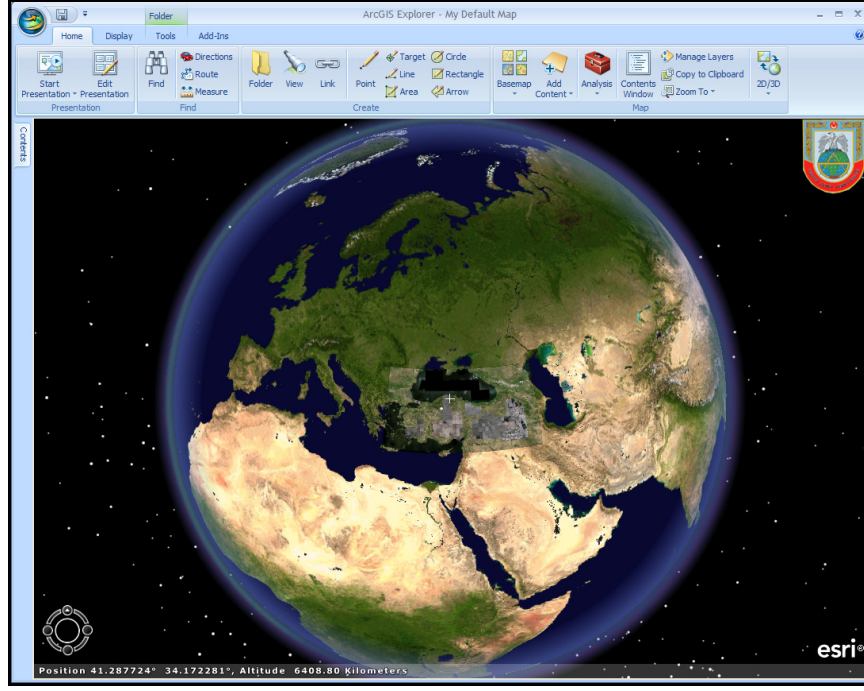 Folder
ArcGIS Explorer - My Default Map
Home Display Tools Add-Ins
Start Presentation
Edit Presentation
Presentation
Find
Directions
Route
Measure
Find
Folder
View
Link
Point
Target
Line
Area
Circle
Rectangle
Arrow
Create
Basemap
Add Content
Analysis
Contents Window
Manage Layers
Copy to Clipboard
Zoom To
Map
2D/3D
Contents
esri
Position 41.287724° 34.172281°, Altitude 6408.80 Kilometers